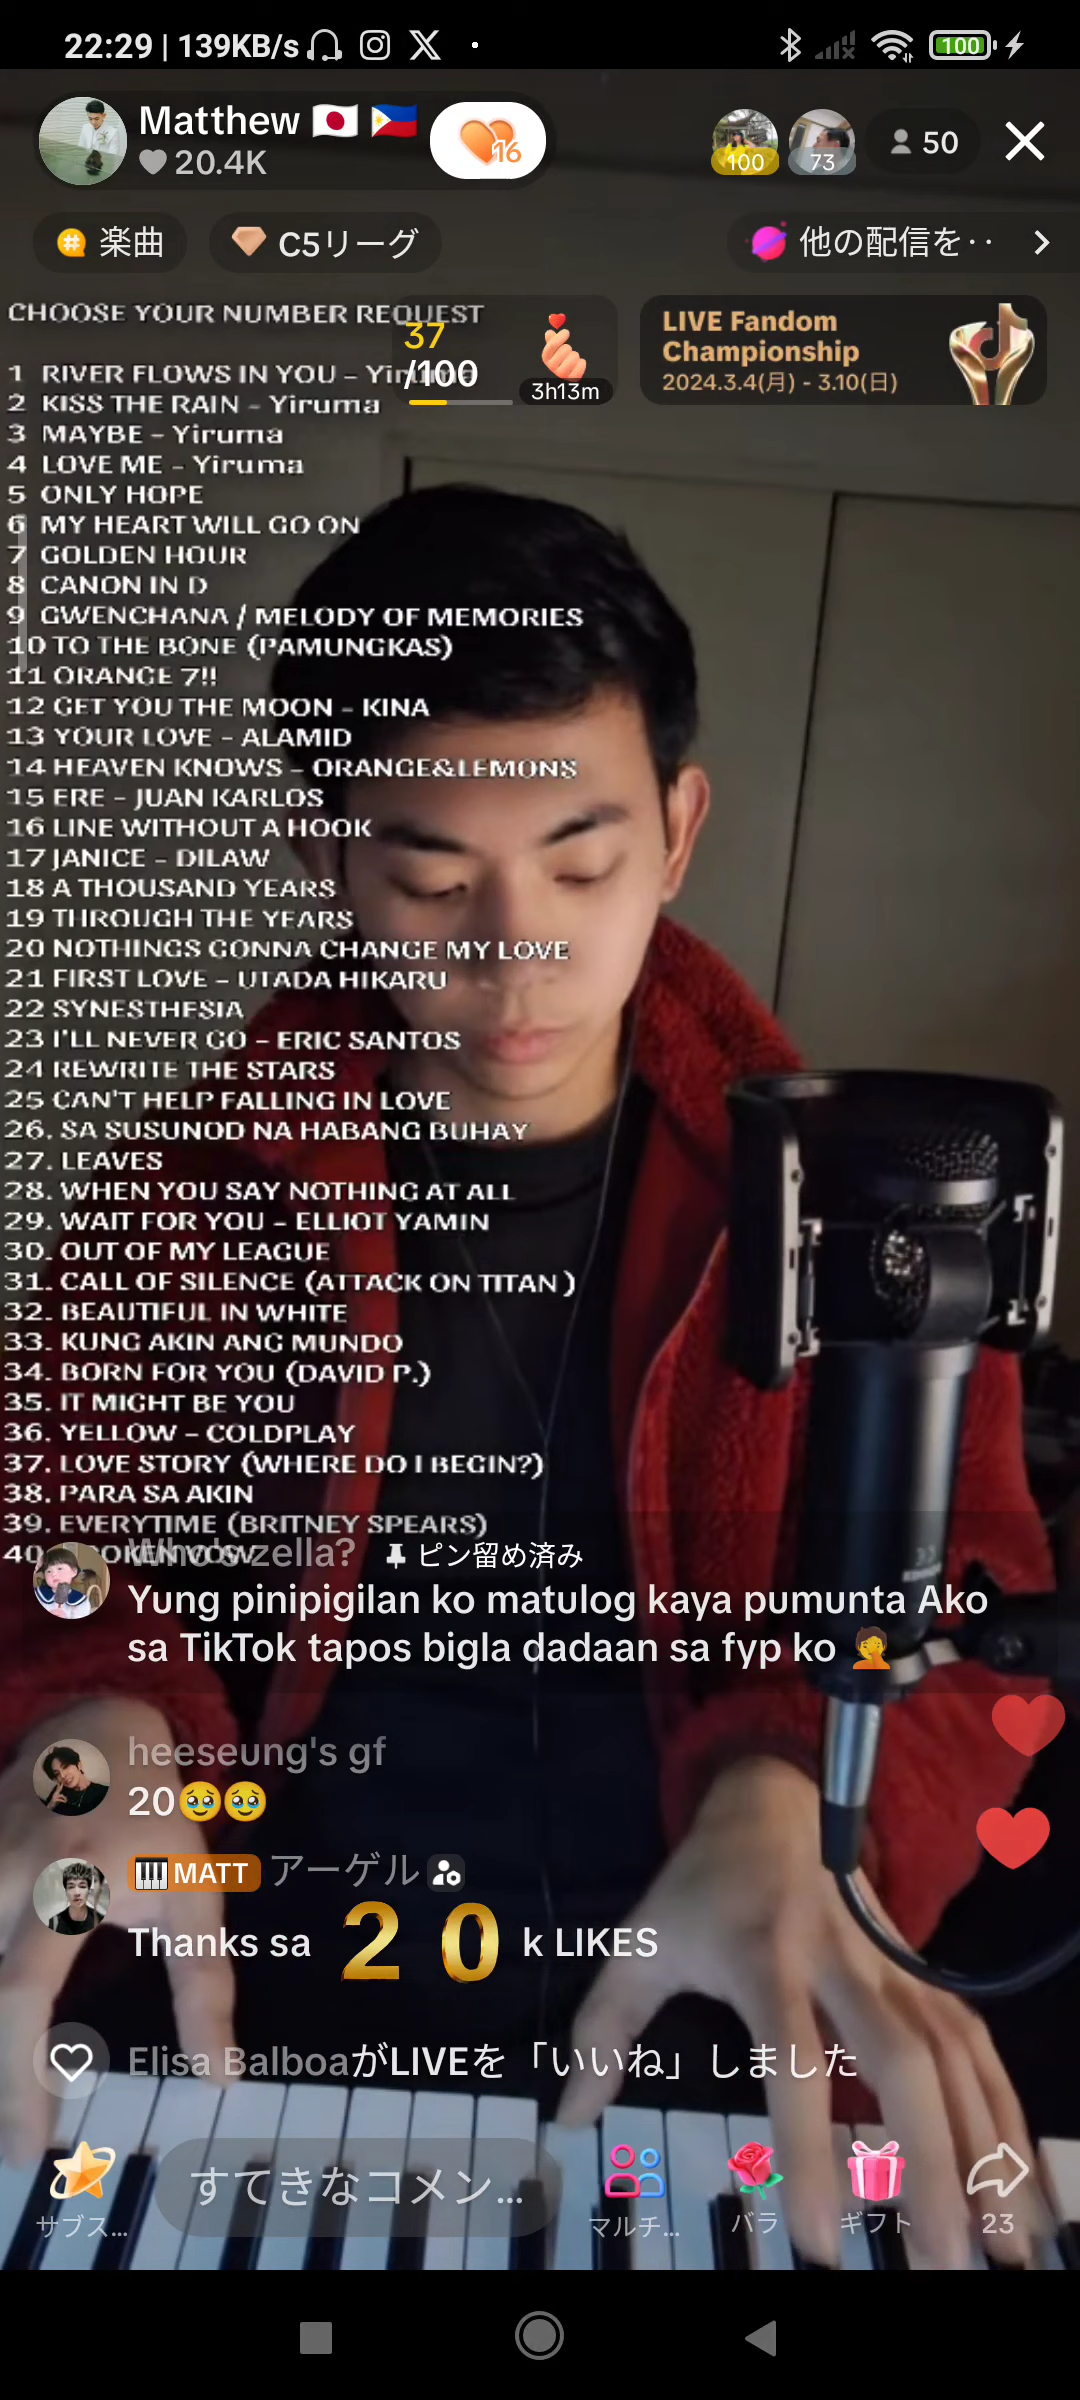 22:29 | 139KB/s
100
Matthew 🇯🇵 🇵🇭
20.4K
16
100
73
50
楽曲
C5リーグ
他の配信を··
CHOOSE YOUR NUMBER REQUEST
37
/100
3h13m
LIVE Fandom
Championship
2024.3.4(月) - 3.10(日)
1 RIVER FLOWS IN YOU - Yiruma
2 KISS THE RAIN - Yiruma
3 MAYBE - Yiruma
4 LOVE ME - Yiruma
5 ONLY HOPE
6 MY HEART WILL GO ON
7 GOLDEN HOUR
8 CANON IN D
9 GWENCHANA / MELODY OF MEMORIES
10 TO THE BONE (PAMUNGKAS)
11 ORANGE 7!!
12 GET YOU THE MOON - KINA
13 YOUR LOVE - ALAMID
14 HEAVEN KNOWS - ORANGE&LEMONS
15 ERE - JUAN KARLOS
16 LINE WITHOUT A HOOK
17 JANICE - DILAW
18 A THOUSAND YEARS
19 THROUGH THE YEARS
20 NOTHINGS GONNA CHANGE MY LOVE
21 FIRST LOVE - UTADA HIKARU
22 SYNESTHESIA
23 I'LL NEVER GO - ERIC SANTOS
24 REWRITE THE STARS
25 CAN'T HELP FALLING IN LOVE
26. SA SUSUNOD NA HABANG BUHAY
27. LEAVES
28. WHEN YOU SAY NOTHING AT ALL
29. WAIT FOR YOU - ELLIOT YAMIN
30. OUT OF MY LEAGUE
31. CALL OF SILENCE (ATTACK ON TITAN )
32. BEAUTIFUL IN WHITE
33. KUNG AKIN ANG MUNDO
34. BORN FOR YOU (DAVID P.)
35. IT MIGHT BE YOU
36. YELLOW - COLDPLAY
37. LOVE STORY (WHERE DO I BEGIN?)
38. PARA SA AKIN
39. EVERYTIME (BRITNEY SPEARS)
40
VOW
Who's zella? ピン留め済み
Yung pinipigilan ko matulog kaya pumunta Ako
sa TikTok tapos bigla dadaan sa fyp ko 🤦
heeseung's gf
20🥹🥹
MATT アーゲル
Thanks sa 20 k LIKES
Elisa BalboaがLIVEを「いいね」しました
サブス...
すてきなコメン...
マルチ...
バラ
ギフト
23